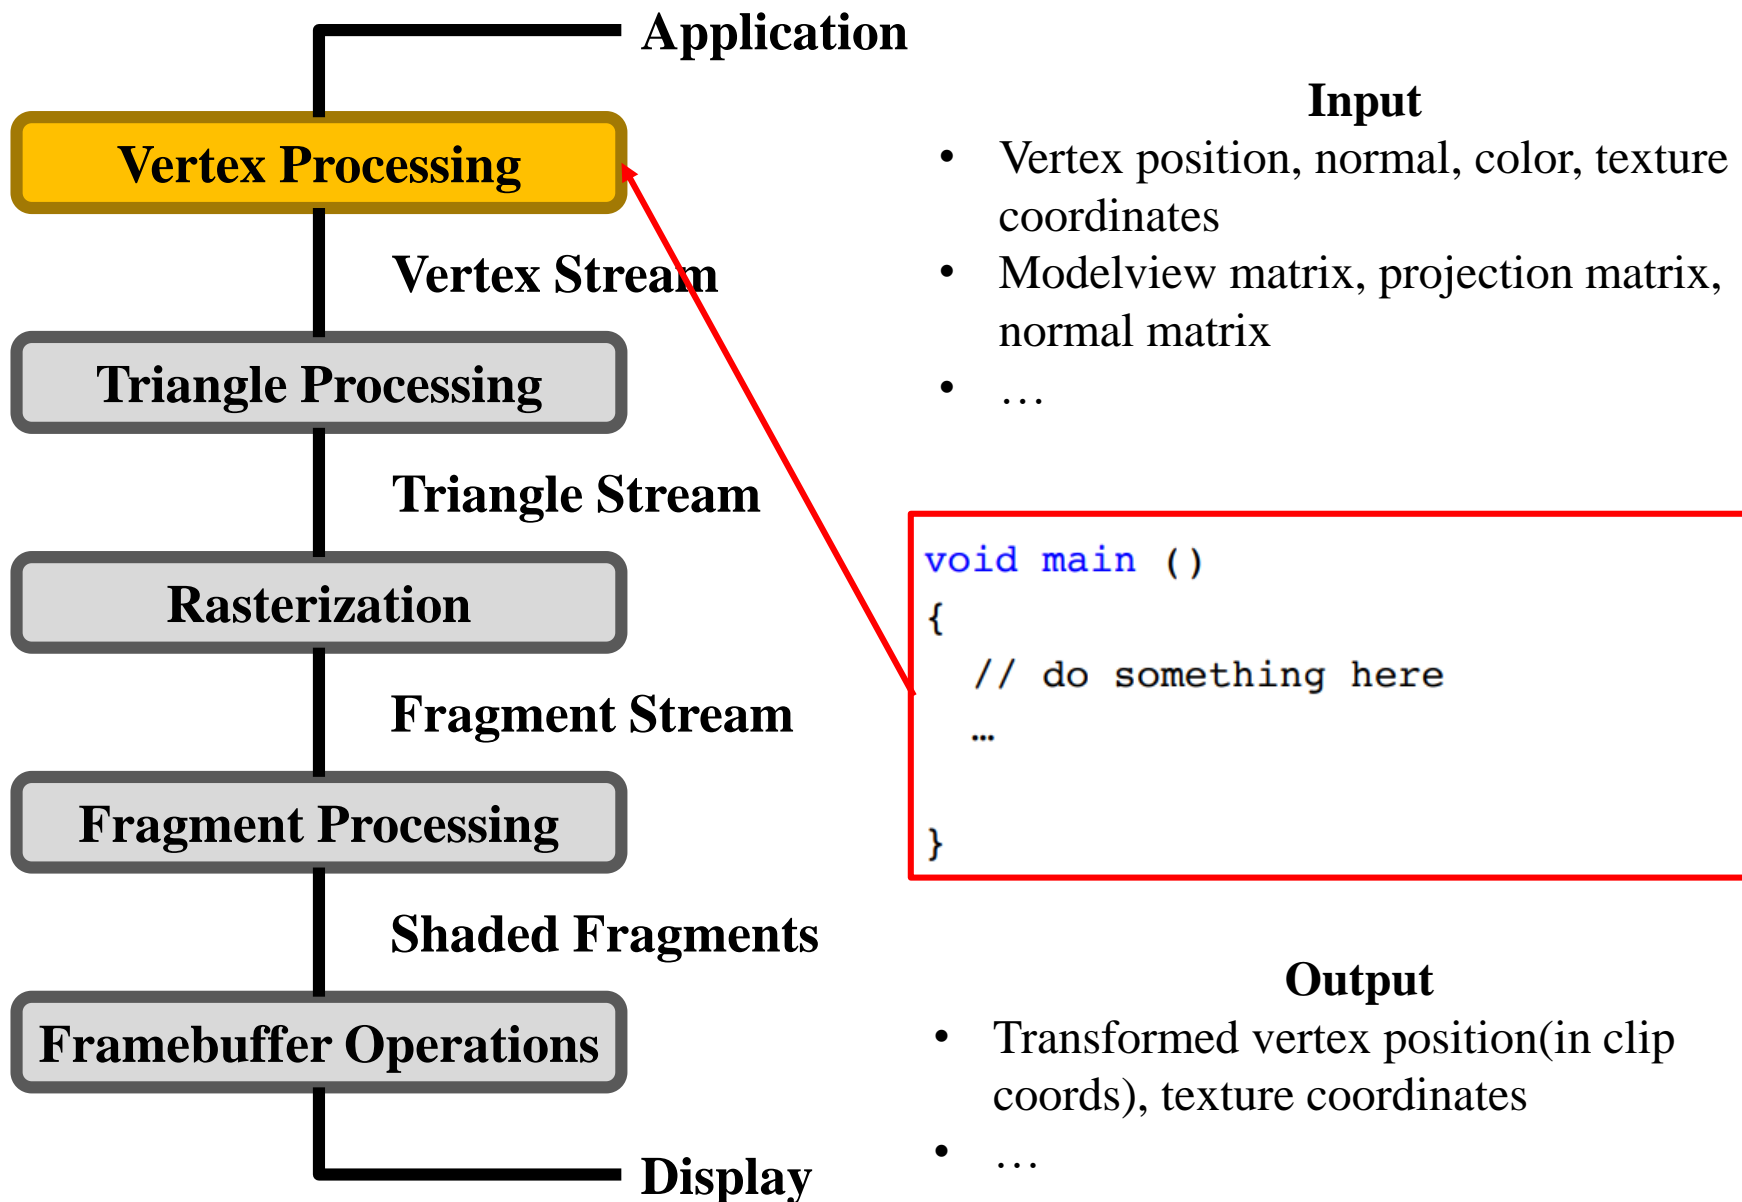 Application
Vertex Processing
Vertex Stream
Triangle Processing
Triangle Stream
Rasterization
Fragment Stream
Fragment Processing
Shaded Fragments
Framebuffer Operations
Display
Input
• Vertex position, normal, color, texture
coordinates
• Modelview matrix, projection matrix,
normal matrix
• …
void main ()
{
// do something here
…
}
Output
• Transformed vertex position(in clip
coords), texture coordinates
• …